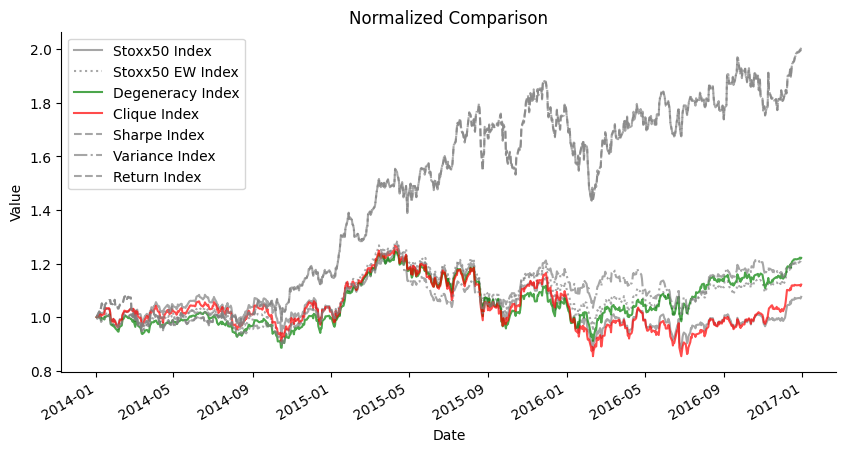 Normalized Comparison
Stoxx50 Index
Stoxx50 EW Index
Degeneracy Index
Clique Index
Sharpe Index
Variance Index
Return Index
Value
2.0
1.8
1.6
1.4
1.2
1.0
0.8
2014-01
2014-05
2014-09
2015-01
2015-05
2015-09
2016-01
2016-05
2016-09
2017-01
Date